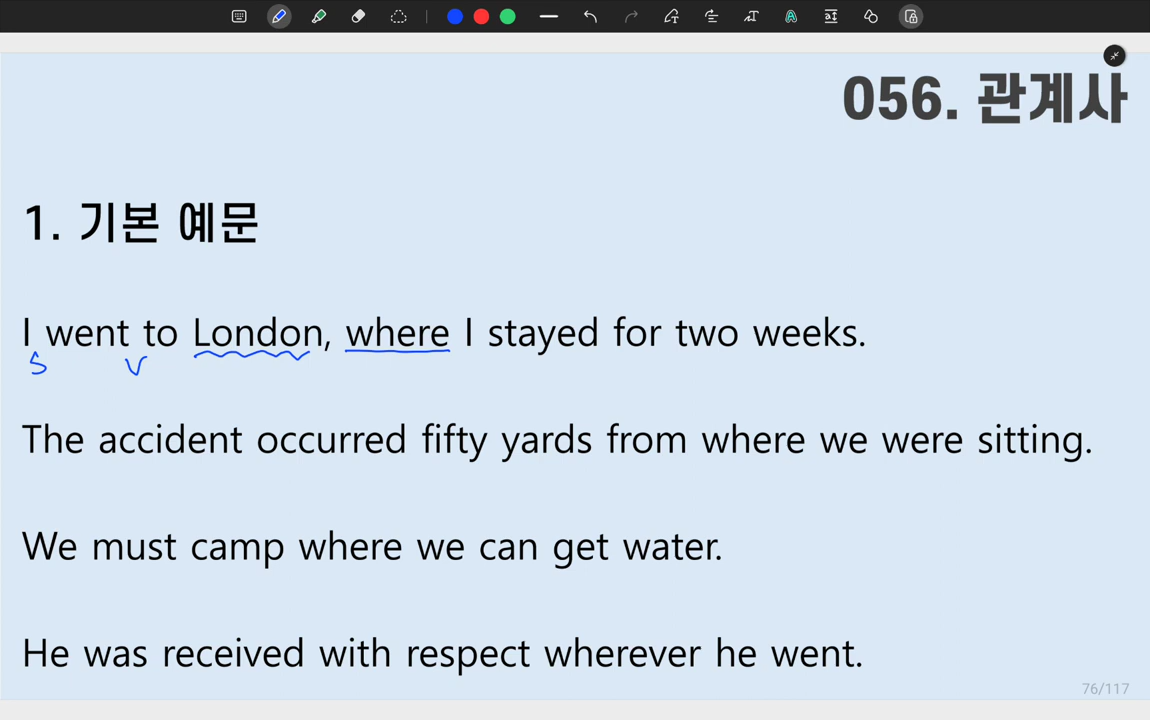 056. 관계사
1. 기본 예문
I went to London, where I stayed for two weeks.
S V
The accident occurred fifty yards from where we were sitting.
We must camp where we can get water.
He was received with respect wherever he went.
76/117